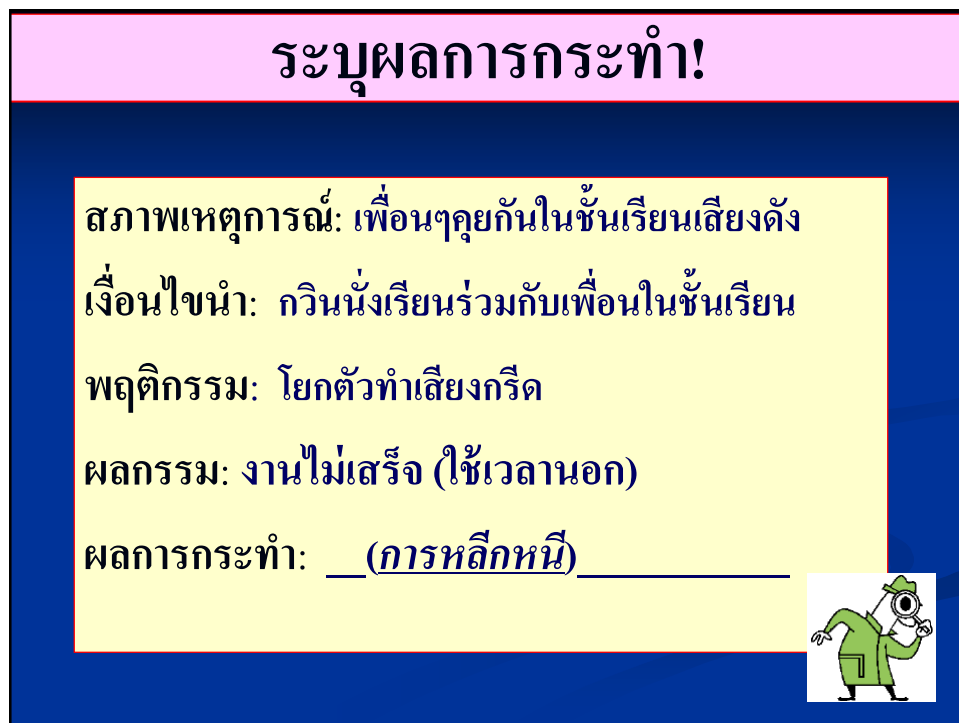 ระบุผลการกระทำ!
สภาพเหตุการณ์: เพื่อนๆคุยกันในชั้นเรียนเสียงดัง
เงื่อนไขนำ: กวินนั่งเรียนร่วมกับเพื่อนในชั้นเรียน
พฤติกรรม: โยกตัวทำเสียงกรีด
ผลกรรม: งานไม่เสร็จ (ใช้เวลานอก)
ผลการกระทำ: __(การหลีกหนี)__________